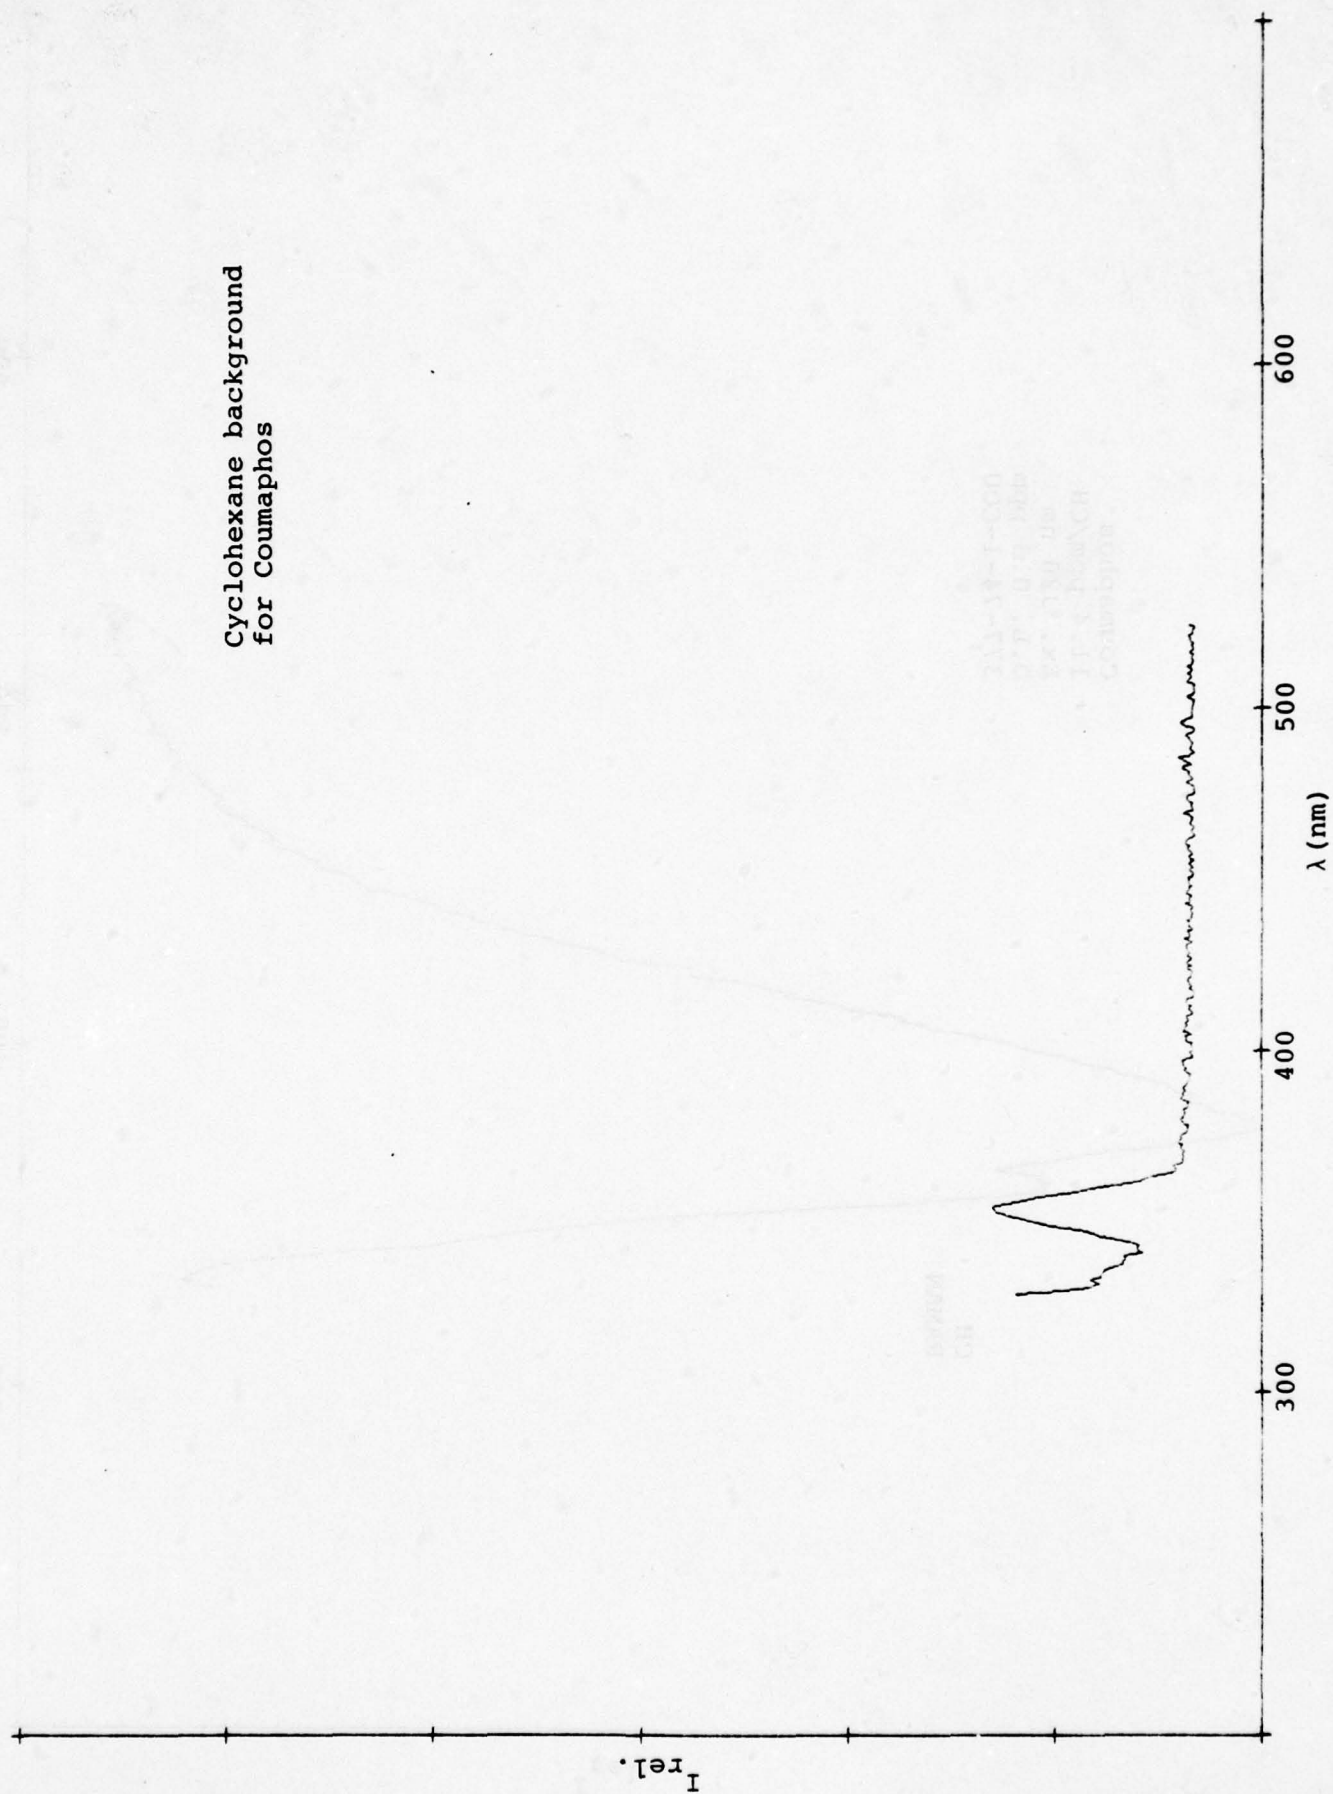 Cyclohexane background
for Coumaphos
I rel.
300
400
500
600
λ (nm)